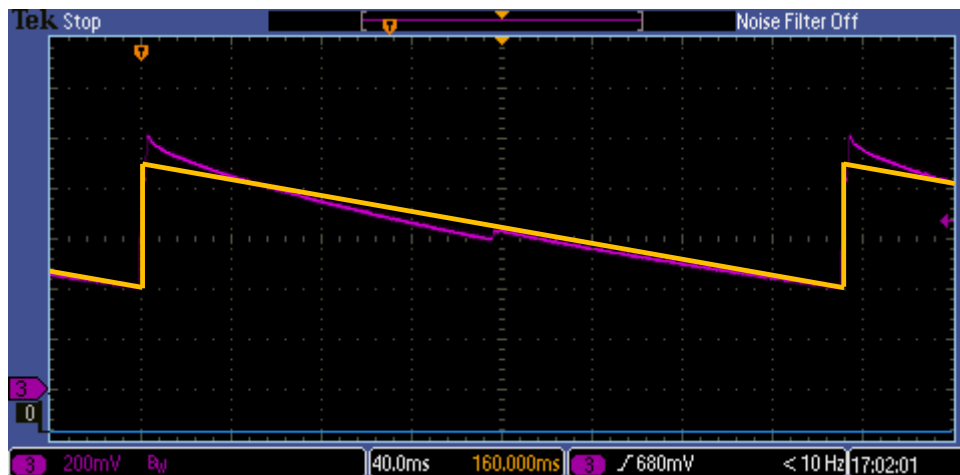 Tek Stop Noise Filter Off
T
T
3
0
3 200mV BW 40.0ms 160.000ms 3 680mV < 10 Hz 17:02:01